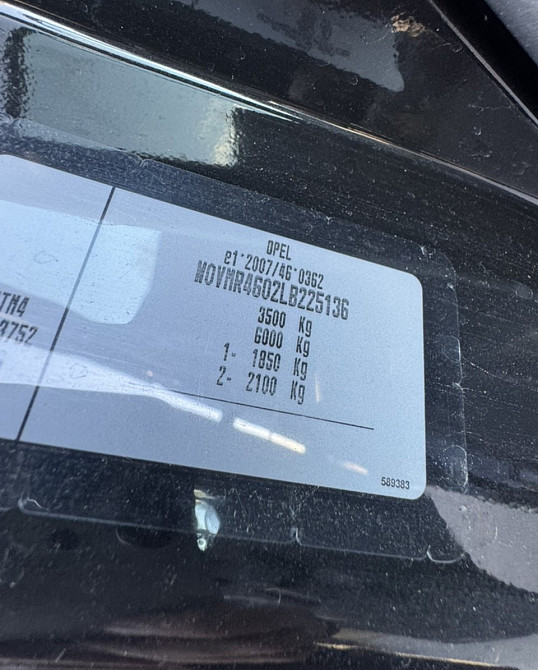 OPEL
e1*2007/46*0362
W0VMR4602LB225136
3500 Kg
6000 Kg
1- 1850 Kg
2- 2100 Kg
589383